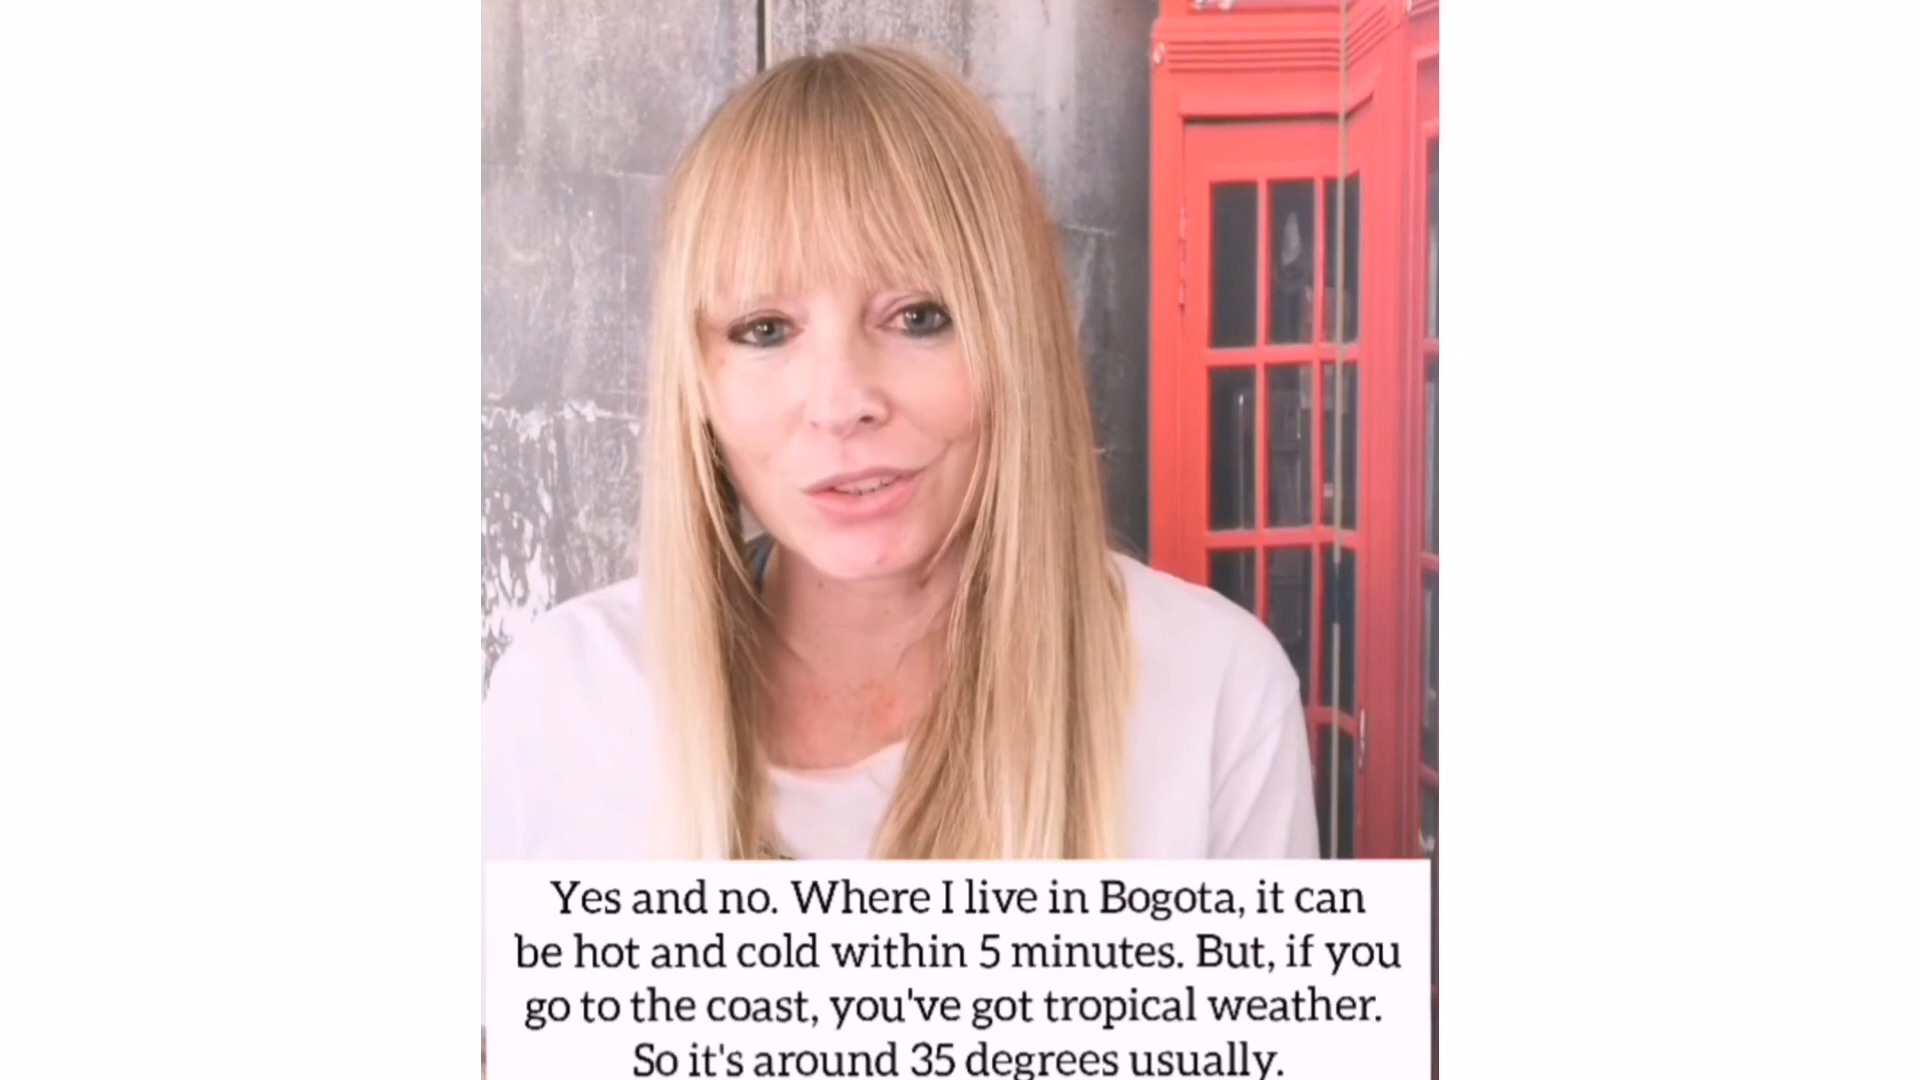 Yes and no. Where I live in Bogota, it can
be hot and cold within 5 minutes. But, if you
go to the coast, you've got tropical weather.
So it's around 35 degrees usually.